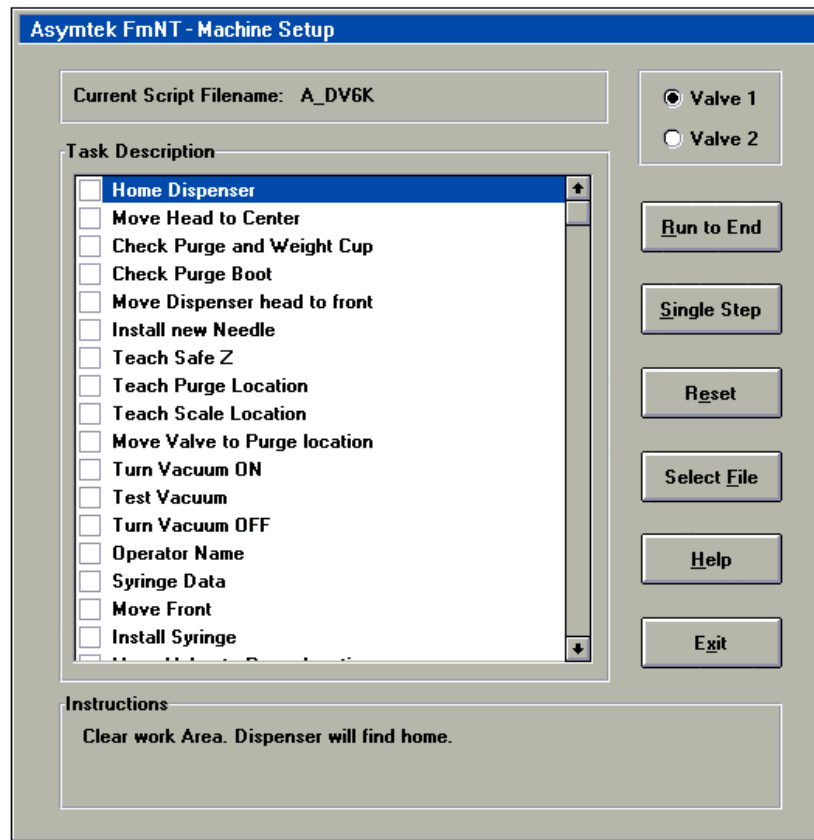 Asymtek FmNT - Machine Setup
Current Script Filename: A_DV6K
Valve 1
Valve 2
Task Description
Home Dispenser
Move Head to Center
Check Purge and Weight Cup
Check Purge Boot
Move Dispenser head to front
Install new Needle
Teach Safe Z
Teach Purge Location
Teach Scale Location
Move Valve to Purge location
Turn Vacuum ON
Test Vacuum
Turn Vacuum OFF
Operator Name
Syringe Data
Move Front
Install Syringe
Run to End
Single Step
Reset
Select File
Help
Exit
Instructions
Clear work Area. Dispenser will find home.